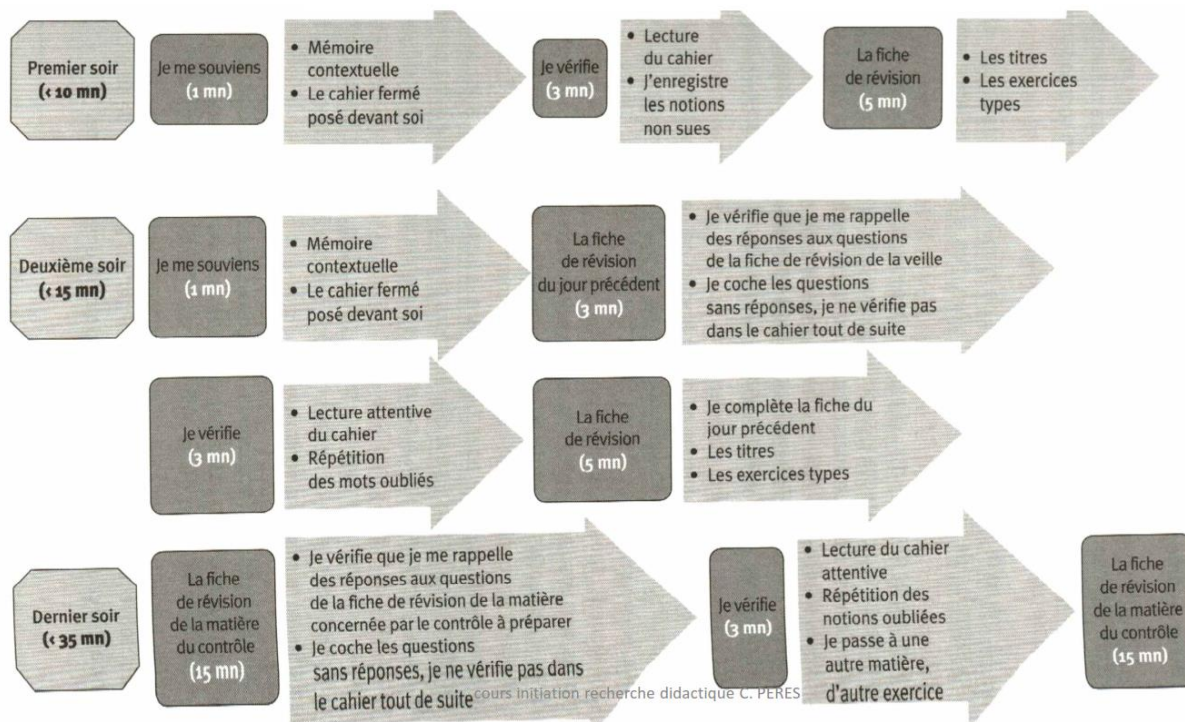 Premier soir
(< 10 mn)
Je me souviens
(1 mn)
• Mémoire
contextuelle
• Le cahier fermé
posé devant soi
Je vérifie
(3 mn)
• Lecture
du cahier
• J'enregistre
les notions
non sues
La fiche
de révision
(5 mn)
• Les titres
• Les exercices
types
Deuxième soir
(< 15 mn)
Je me souviens
(1 mn)
• Mémoire
contextuelle
• Le cahier fermé
posé devant soi
La fiche
de révision
du jour précédent
(3 mn)
• Je vérifie que je me rappelle
des réponses aux questions
de la fiche de révision de la veille
• Je coche les questions
sans réponses, je ne vérifie pas
dans le cahier tout de suite
Je vérifie
(3 mn)
• Lecture attentive
du cahier
• Répétition
des mots oubliés
La fiche
de révision
(5 mn)
• Je complète la fiche du
jour précédent
• Les titres
• Les exercices types
Dernier soir
(< 35 mn)
La fiche
de révision
de la matière
du contrôle
(15 mn)
• Je vérifie que je me rappelle
des réponses aux questions
de la fiche de révision de la matière
concernée par le contrôle à préparer
• Je coche les questions
sans réponses, je ne vérifie pas dans
le cahier tout de suite
Je vérifie
(3 mn)
• Lecture du cahier
attentive
• Répétition des
notions oubliées
• Je passe à une
autre matière,
d'autre exercice
La fiche
de révision
de la matière
du contrôle
(15 mn)
cours initiation recherche didactique C. PERES